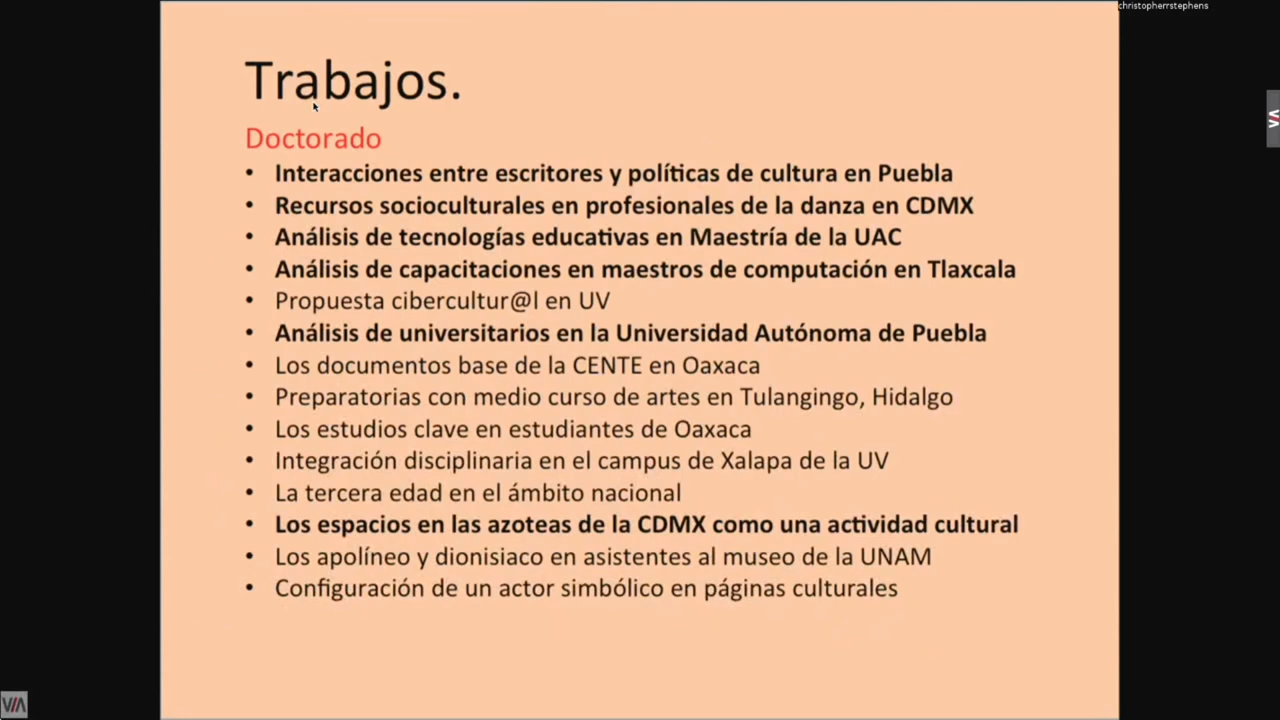 christopherrstephens
Trabajos.
Doctorado
• Interacciones entre escritores y políticas de cultura en Puebla
• Recursos socioculturales en profesionales de la danza en CDMX
• Análisis de tecnologías educativas en Maestría de la UAC
• Análisis de capacitaciones en maestros de computación en Tlaxcala
• Propuesta cibercultur@l en UV
• Análisis de universitarios en la Universidad Autónoma de Puebla
• Los documentos base de la CENTE en Oaxaca
• Preparatorias con medio curso de artes en Tulangingo, Hidalgo
• Los estudios clave en estudiantes de Oaxaca
• Integración disciplinaria en el campus de Xalapa de la UV
• La tercera edad en el ámbito nacional
• Los espacios en las azoteas de la CDMX como una actividad cultural
• Los apolíneo y dionisiaco en asistentes al museo de la UNAM
• Configuración de un actor simbólico en páginas culturales
VIA